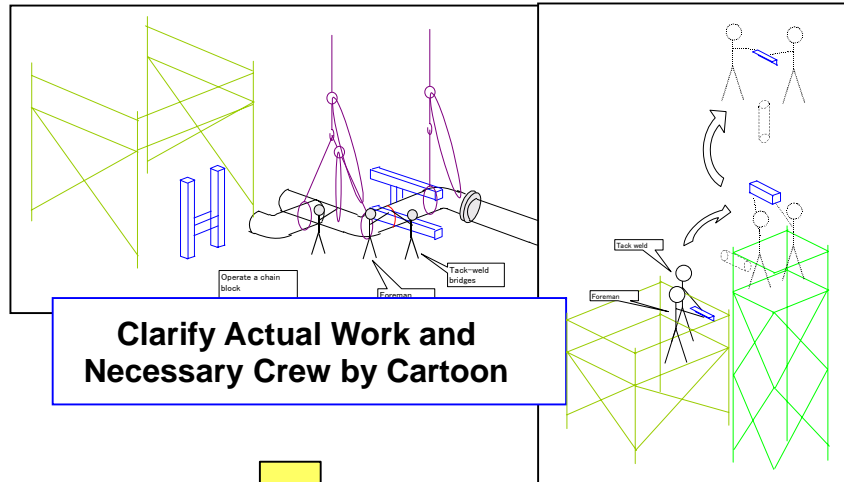 Operate a chain
block
Foreman
Tack-weld
bridges
Tack weld
Foreman
Clarify Actual Work and
Necessary Crew by Cartoon